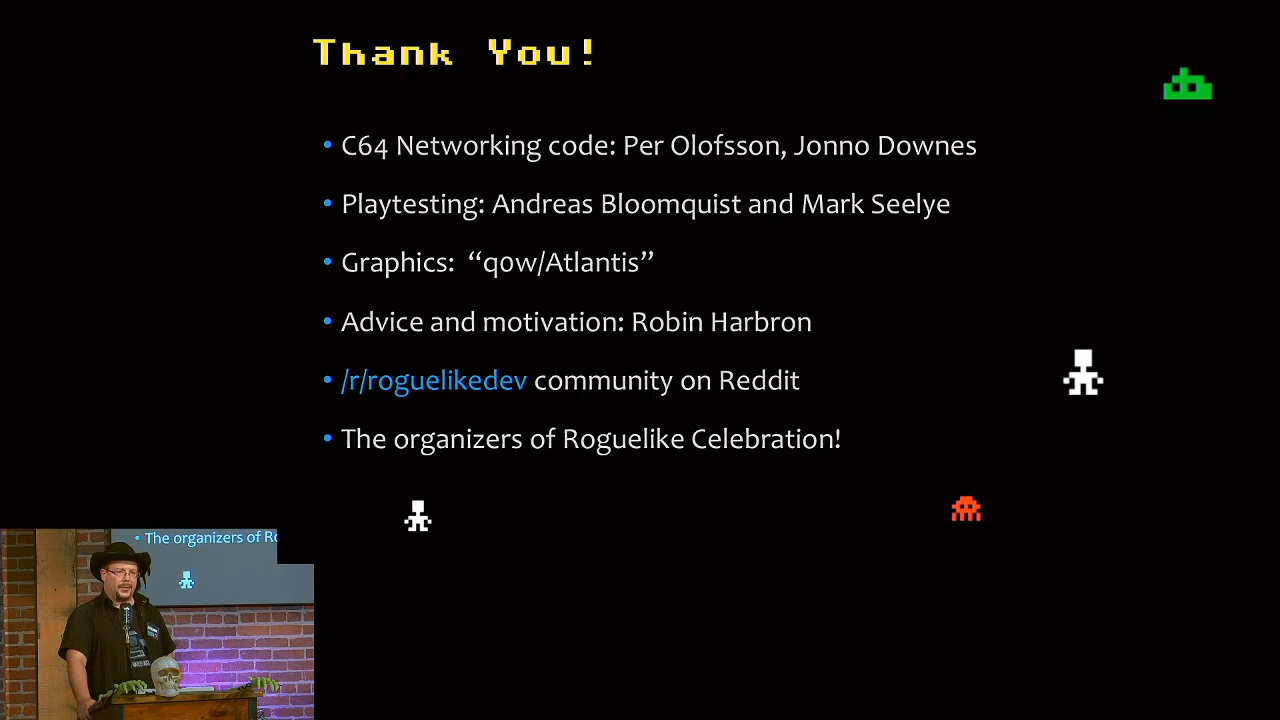 Thank You!
• C64 Networking code: Per Olofsson, Jonno Downes
• Playtesting: Andreas Bloomquist and Mark Seelye
• Graphics: “q0w/Atlantis”
• Advice and motivation: Robin Harbron
• /r/roguelikedev community on Reddit
• The organizers of Roguelike Celebration!
• The organizers of Ro